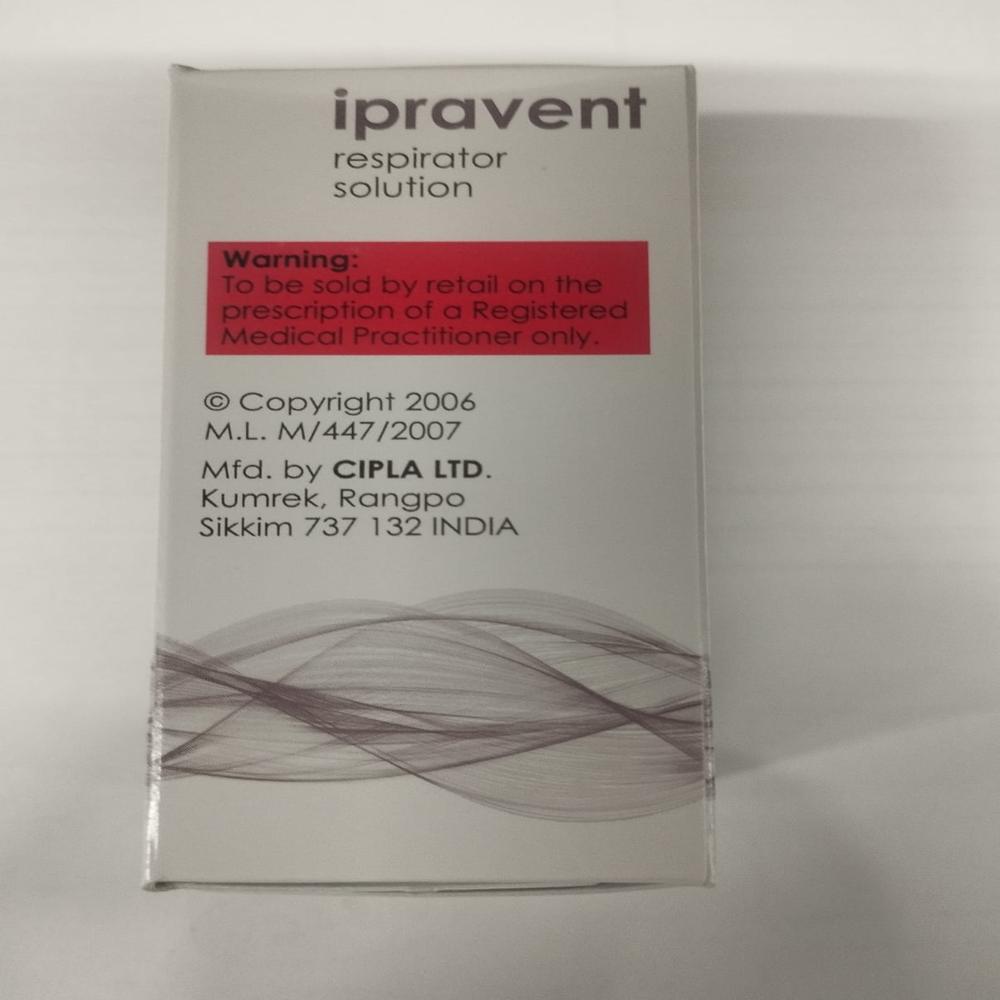 ipravent
respirator
solution
Warning:
To be sold by retail on the
prescription of a Registered
Medical Practitioner only.
© Copyright 2006
M.L. M/447/2007
Mfd. by CIPLA LTD.
Kumrek, Rangpo
Sikkim 737 132 INDIA